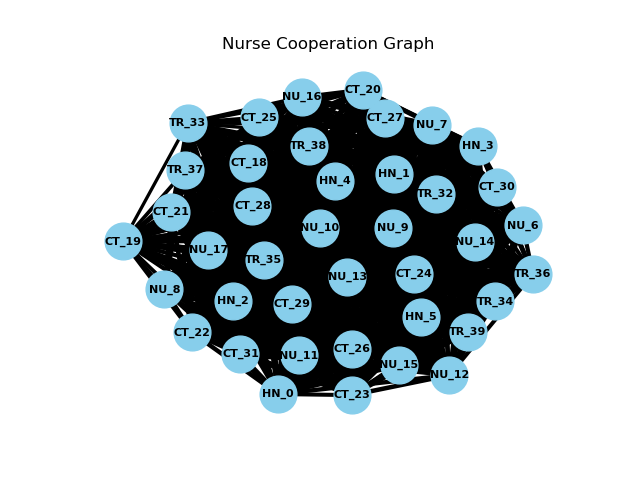 Nurse Cooperation Graph
CT_20
NU_16
CT_25
CT_27
TR_33
NU_7
TR_38
HN_3
CT_18
TR_37
HN_1
HN_4
CT_30
TR_32
CT_28
CT_21
NU_6
NU_10
NU_9
CT_19
NU_14
NU_17
TR_35
CT_24
TR_36
NU_13
NU_8
HN_2
TR_34
CT_29
HN_5
CT_22
TR_39
CT_26
CT_31
NU_11
NU_15
NU_12
HN_0
CT_23